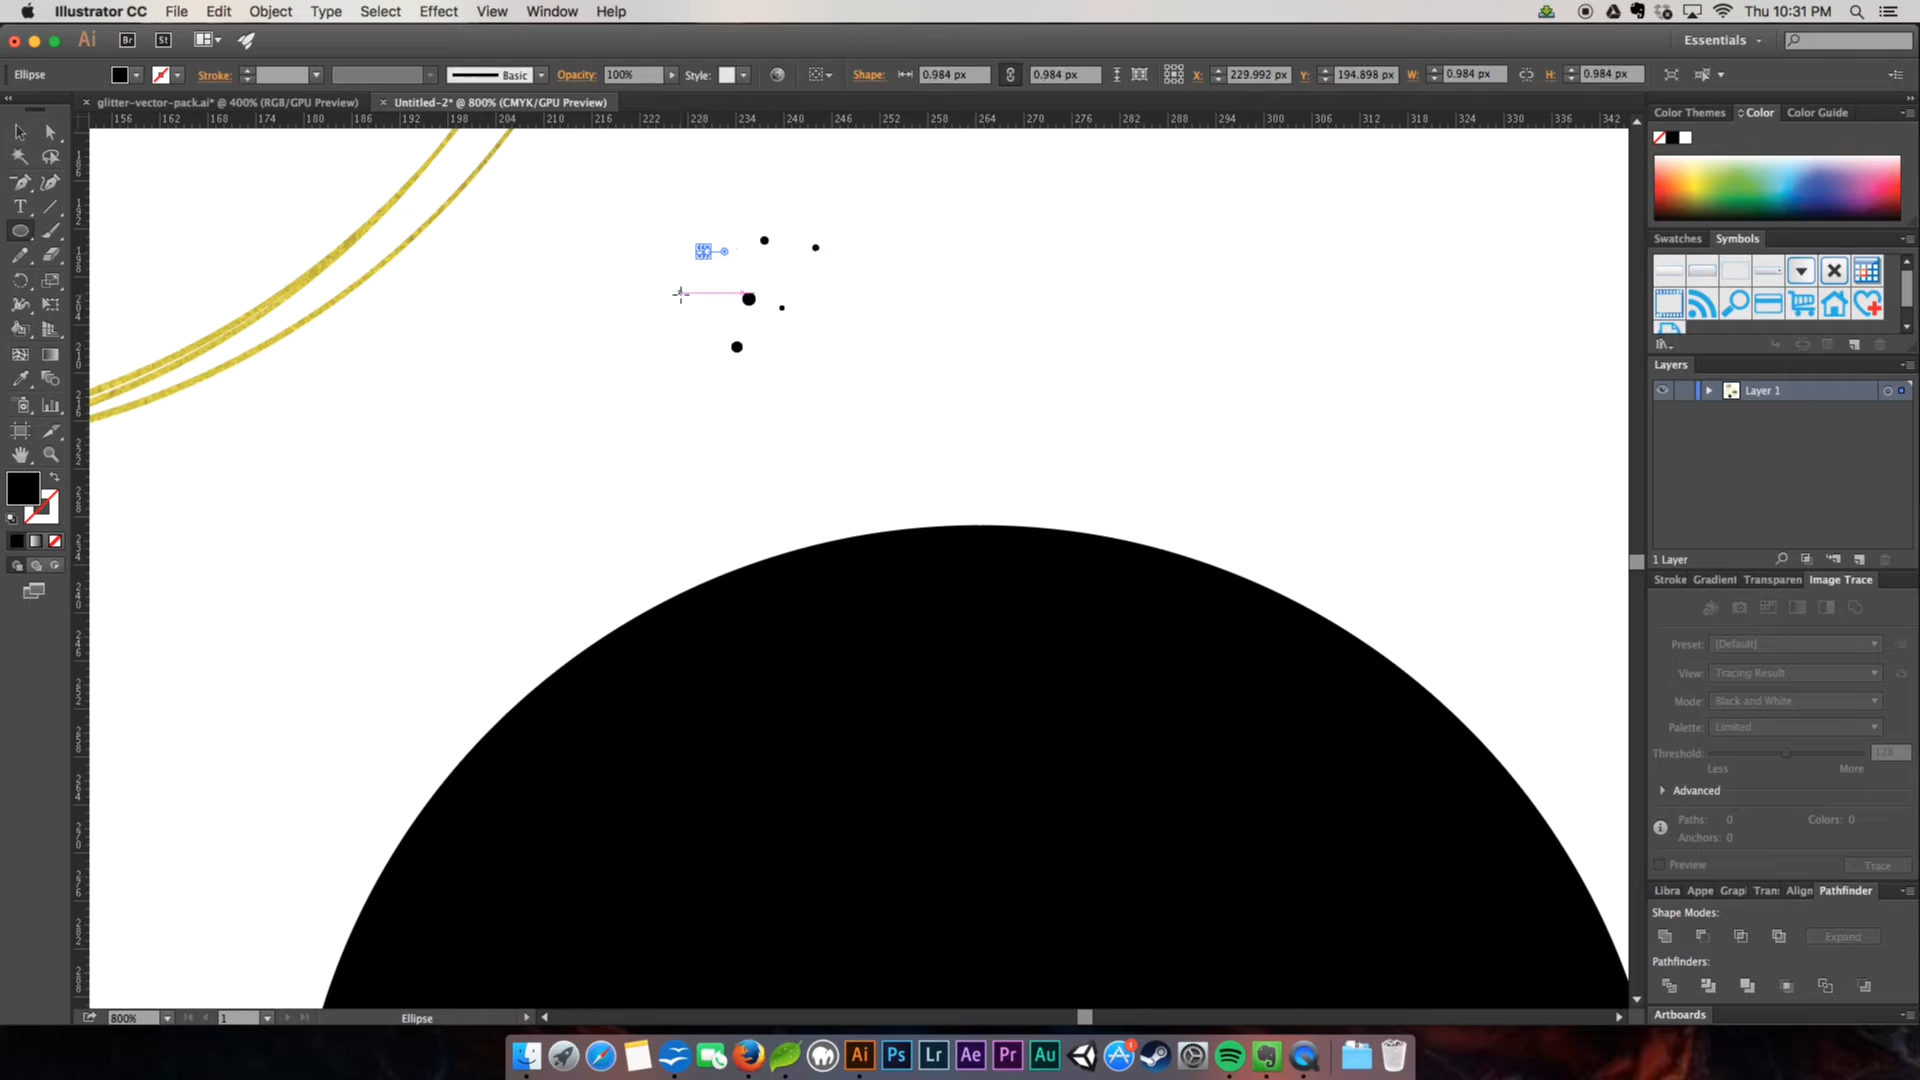 Illustrator CC File Edit Object Type Select Effect View Window Help Thu 10:31 PM
Ai Br St Essentials
Ellipse Stroke: Basic Opacity: 100% Style: Shape: 0.984 px 0.984 px X: 229.992 px Y: 194.898 px W: 0.984 px H: 0.984 px
glitter-vector-pack.ai* @ 400% (RGB/GPU Preview) Untitled-2* @ 800% (CMYK/GPU Preview)
156 162 168 174 180 186 192 198 204 210 216 222 228 234 240 246 252 258 264 270 276 282 288 294 300 306 312 318 324 330 336 342
Color Themes Color Color Guide
Swatches Symbols
Layers
Layer 1
1 Layer
Stroke Gradient Transparen Image Trace
Preset: [Default]
View: Tracing Result
Mode: Black and White
Palette: Limited
Threshold: 128
Less More
Advanced
Paths: 0 Colors: 0
Anchors: 0
Preview Trace
Libra Appe Grap Trans Align Pathfinder
Shape Modes:
Expand
Pathfinders:
Artboards
800% 1 Ellipse
Ai Ps Lr Ae Pr Au 1